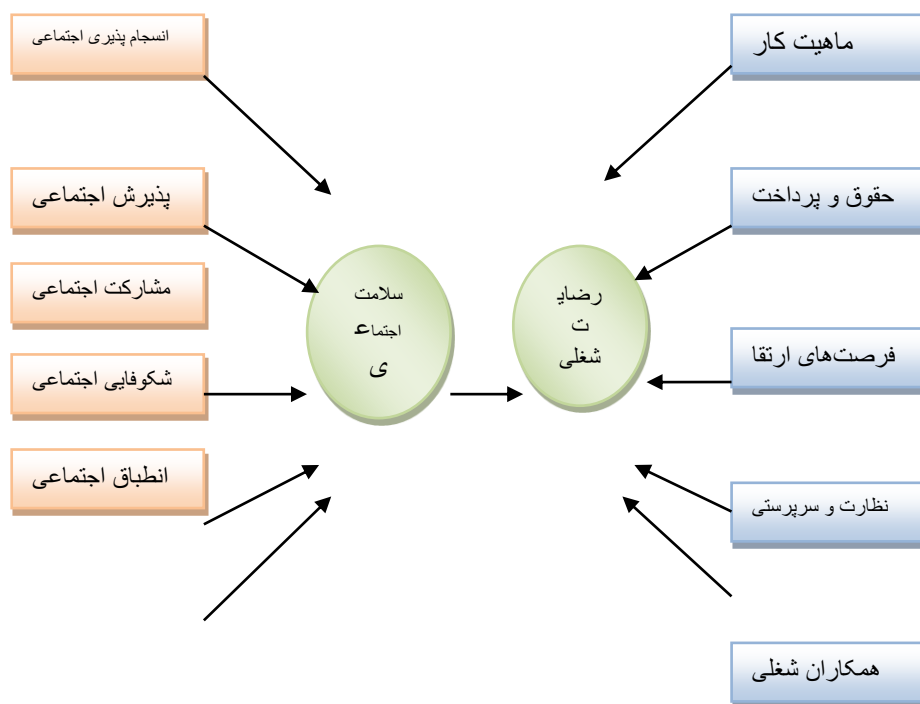 انسجام پذیری اجتماعی
ماهیت کار
پذیرش اجتماعی
حقوق و پرداخت
مشارکت اجتماعی
سلامت
اجتماع
ی
رضای
ت
شغلی
شکوفایی اجتماعی
فرصت‌های ارتقا
انطباق اجتماعی
نظارت و سرپرستی
همکاران شغلی